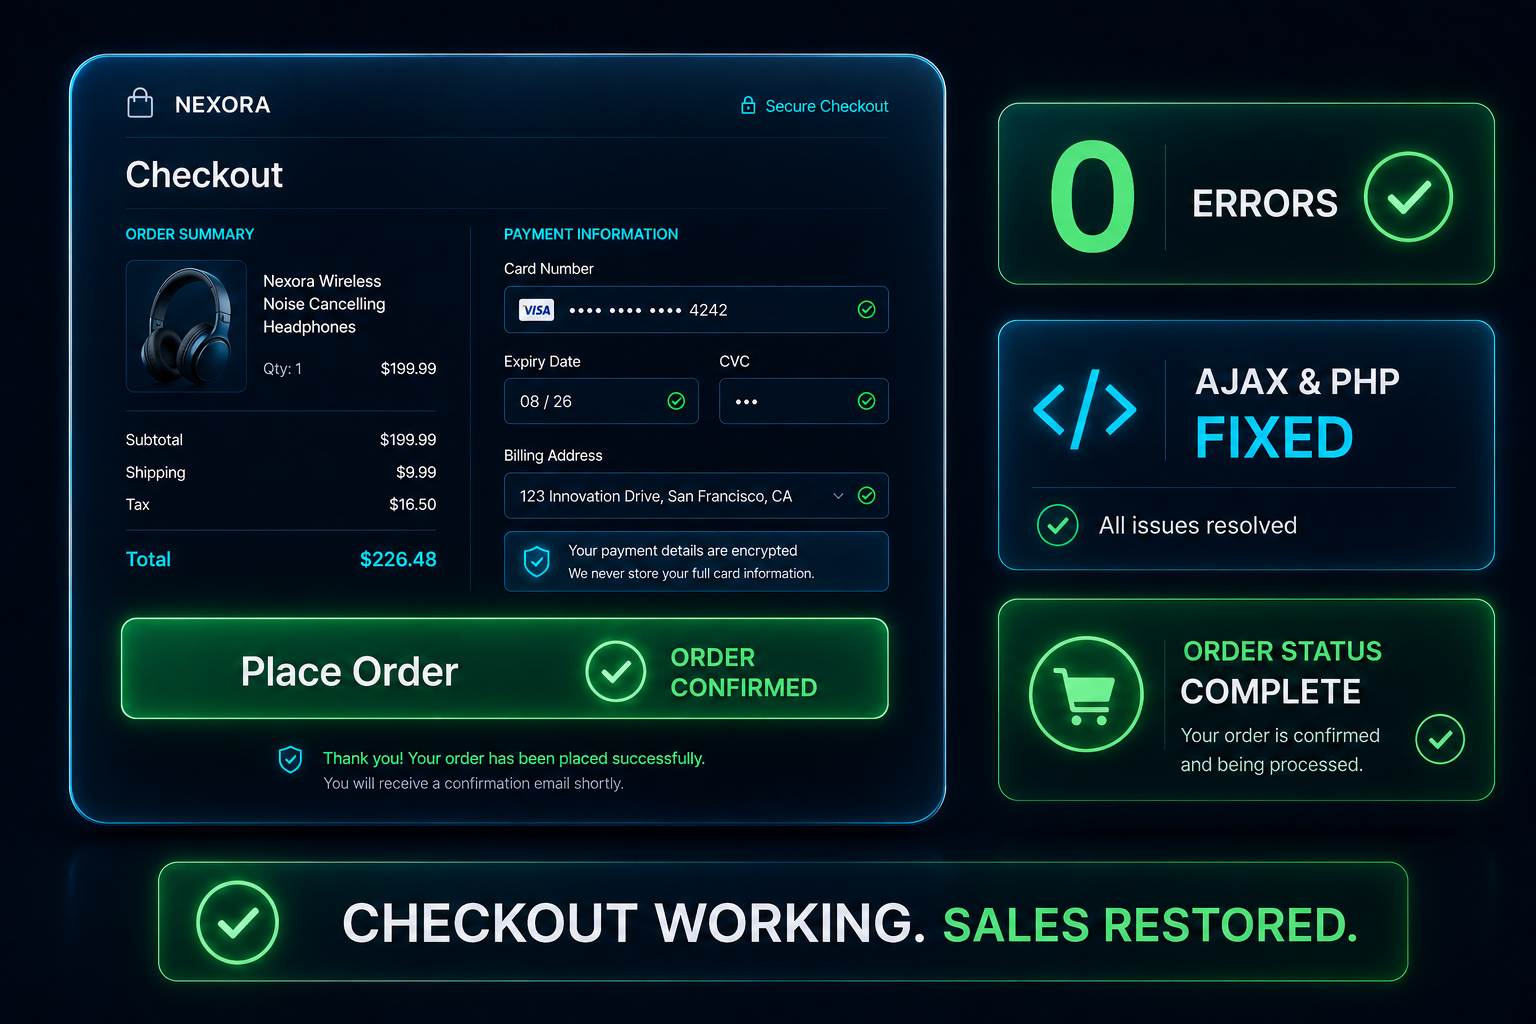 NEXORA
Secure Checkout
Checkout
ORDER SUMMARY
Nexora Wireless
Noise Cancelling
Headphones
Qty: 1 $199.99
Subtotal $199.99
Shipping $9.99
Tax $16.50
Total $226.48
PAYMENT INFORMATION
Card Number
VISA •••• •••• •••• 4242
Expiry Date CVC
08 / 26 •••
Billing Address
123 Innovation Drive, San Francisco, CA
Your payment details are encrypted
We never store your full card information.
Place Order
ORDER
CONFIRMED
Thank you! Your order has been placed successfully.
You will receive a confirmation email shortly.
0 ERRORS
</> AJAX & PHP
FIXED
All issues resolved
ORDER STATUS
COMPLETE
Your order is confirmed
and being processed.
CHECKOUT WORKING. SALES RESTORED.